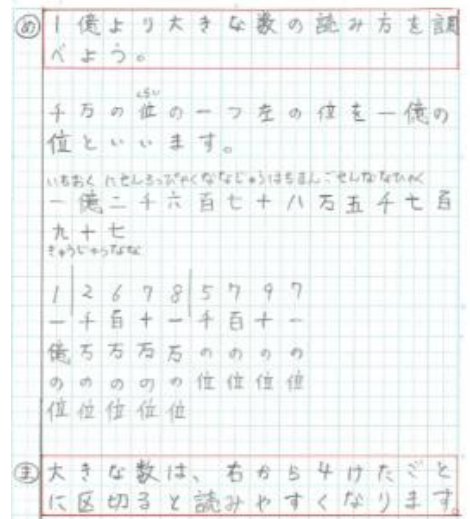 め 1億より大きな数の読み方を調
べよう。
くらい
千万の位の一つ左の位を一億の
位といいます。
いちおく にせんろっぴゃくななじゅうはちまんごせんななひゃく
一億二千六百七十八万五千七百
九十七
きゅうじゅうなな
1 2 6 7 8 5 7 9 7
一千百十一千百十一
億万万万万のののの
ののののの位位位位
位位位位位
ま 大きな数は、右から4けたごと
に区切ると読みやすくなります。